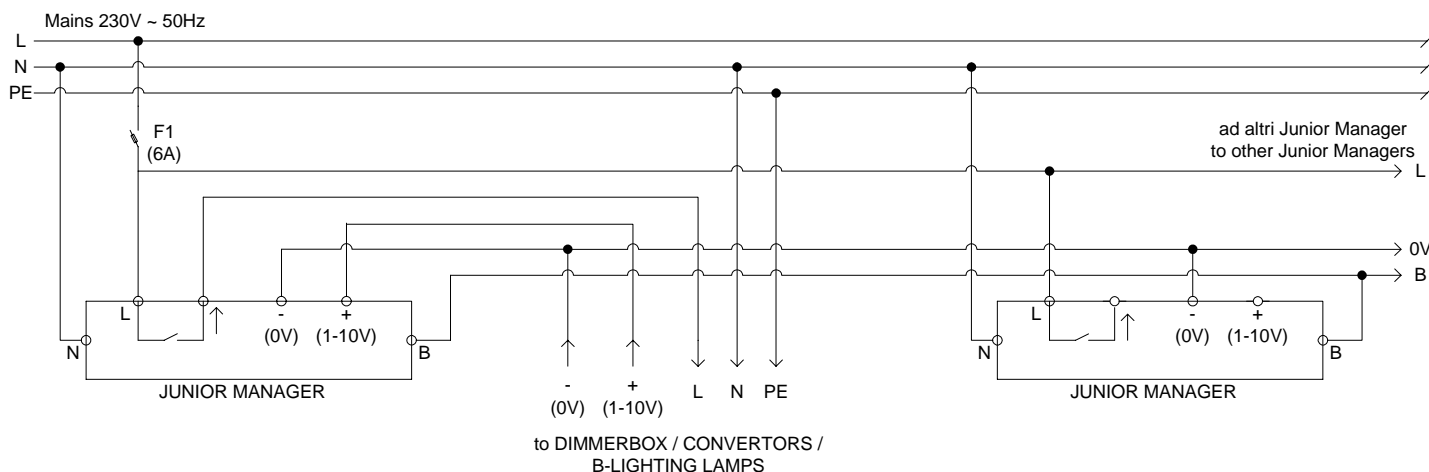 Mains 230V ~ 50Hz
L
N
PE
F1
(6A)
ad altri Junior Manager
to other Junior Managers
L
0V
B
L
-
+
(0V)
(1-10V)
N
B
JUNIOR MANAGER
-
+
(0V)
(1-10V)
L
N
PE
to DIMMERBOX / CONVERTORS /
B-LIGHTING LAMPS
L
-
+
(0V)
(1-10V)
N
B
JUNIOR MANAGER